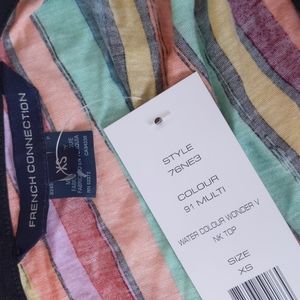 FRENCH CONNECTION
XS
STYLE
76NE3
COLOUR
91 MULTI
WATER COLOUR WONDER V
NK TOP
SIZE
XS